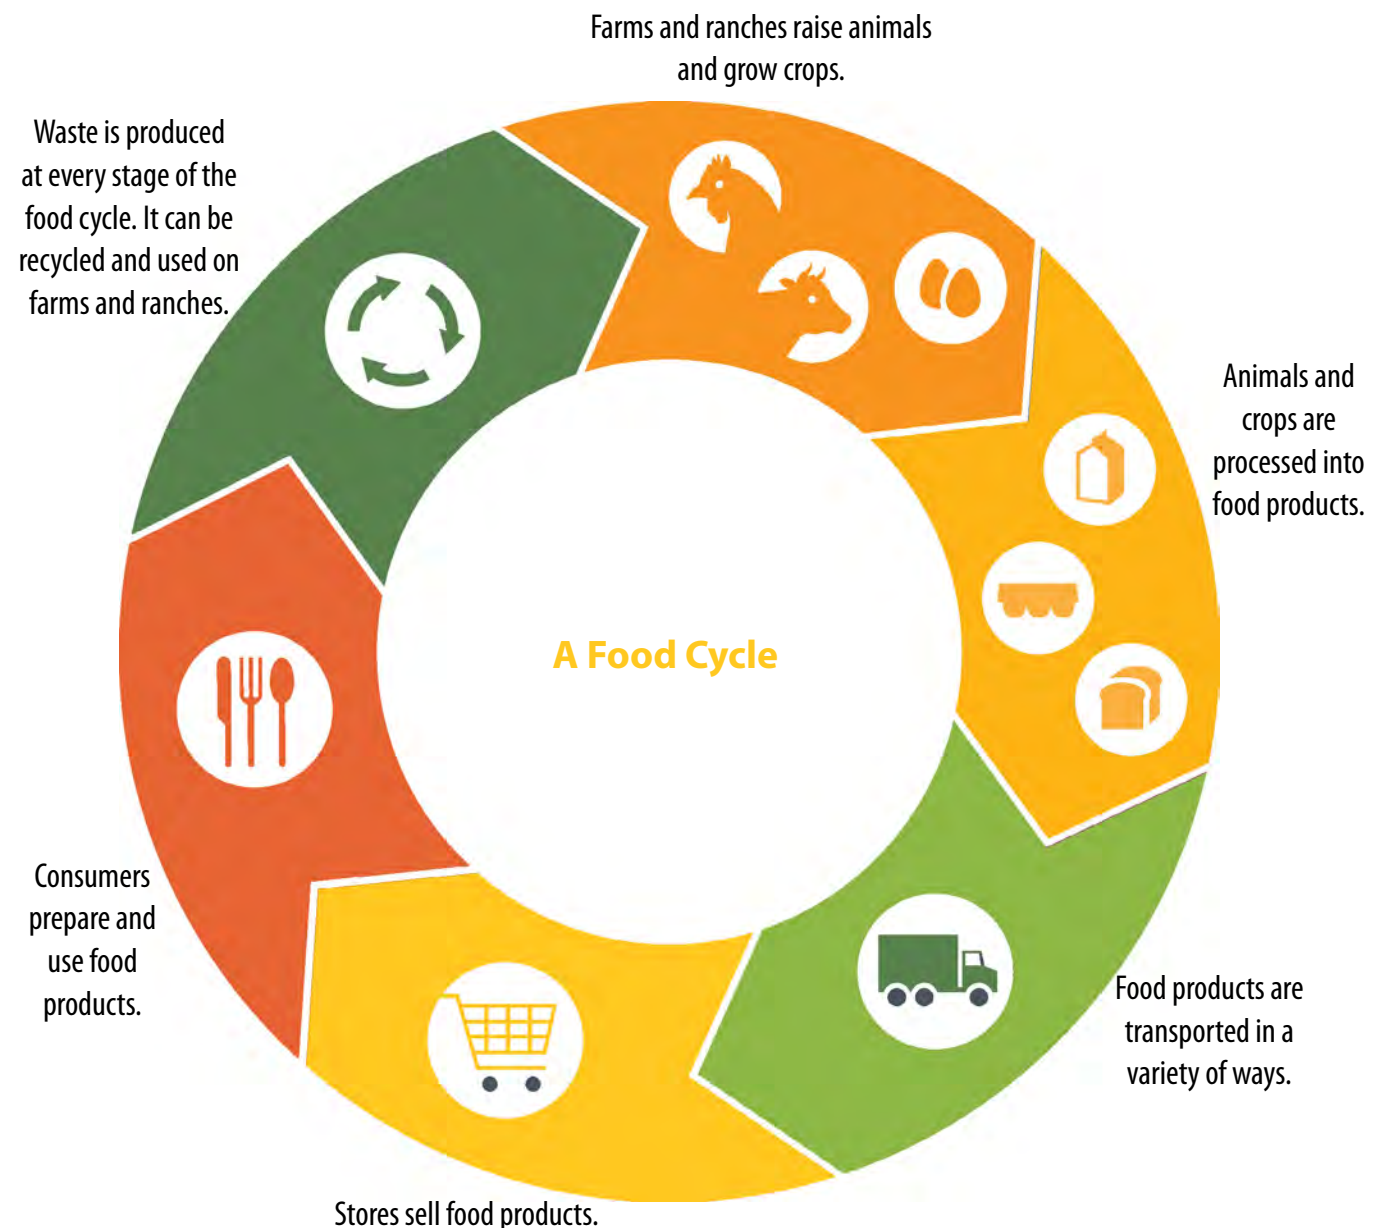 Farms and ranches raise animals
and grow crops.
Waste is produced
at every stage of the
food cycle. It can be
recycled and used on
farms and ranches.
Animals and
crops are
processed into
food products.
A Food Cycle
Consumers
prepare and
use food
products.
Food products are
transported in a
variety of ways.
Stores sell food products.